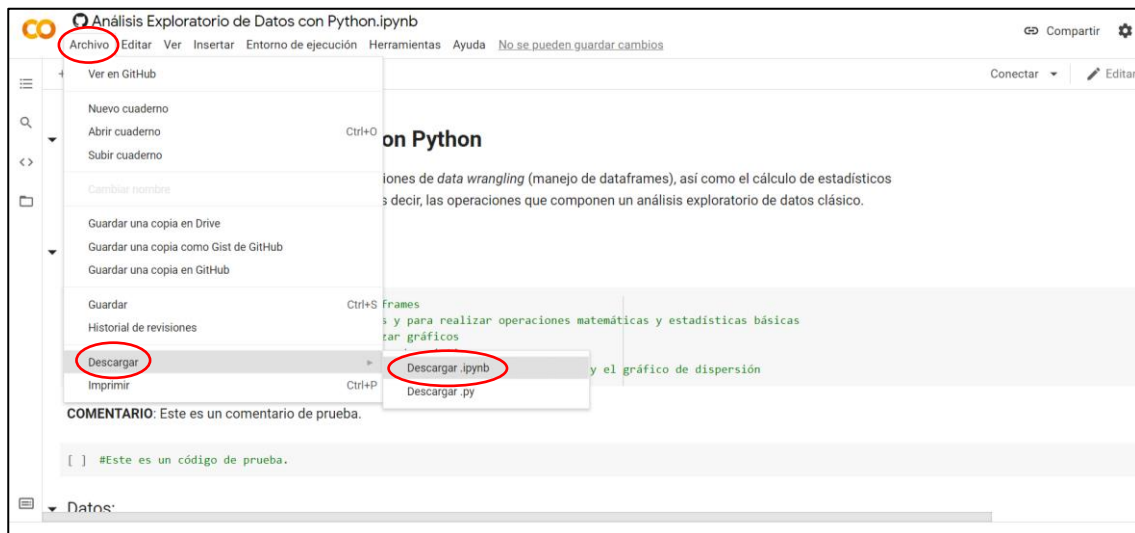 Análisis Exploratorio de Datos con Python.ipynb
Archivo Editar Ver Insertar Entorno de ejecución Herramientas Ayuda No se pueden guardar cambios
Compartir
Ver en GitHub
Conectar Editar
Nuevo cuaderno
Abrir cuaderno Ctrl+O
on Python
Subir cuaderno
iones de data wrangling (manejo de dataframes), así como el cálculo de estadísticos
Cambiar nombre
s decir, las operaciones que componen un análisis exploratorio de datos clásico.
Guardar una copia en Drive
Guardar una copia como Gist de GitHub
Guardar una copia en GitHub
Guardar Ctrl+S frames
s y para realizar operaciones matemáticas y estadísticas básicas
Historial de revisiones
zar gráficos
Descargar
Descargar .ipynb y el gráfico de dispersión
Imprimir Ctrl+P
Descargar .py
COMENTARIO: Este es un comentario de prueba.
[ ] #Este es un código de prueba.
Datos: